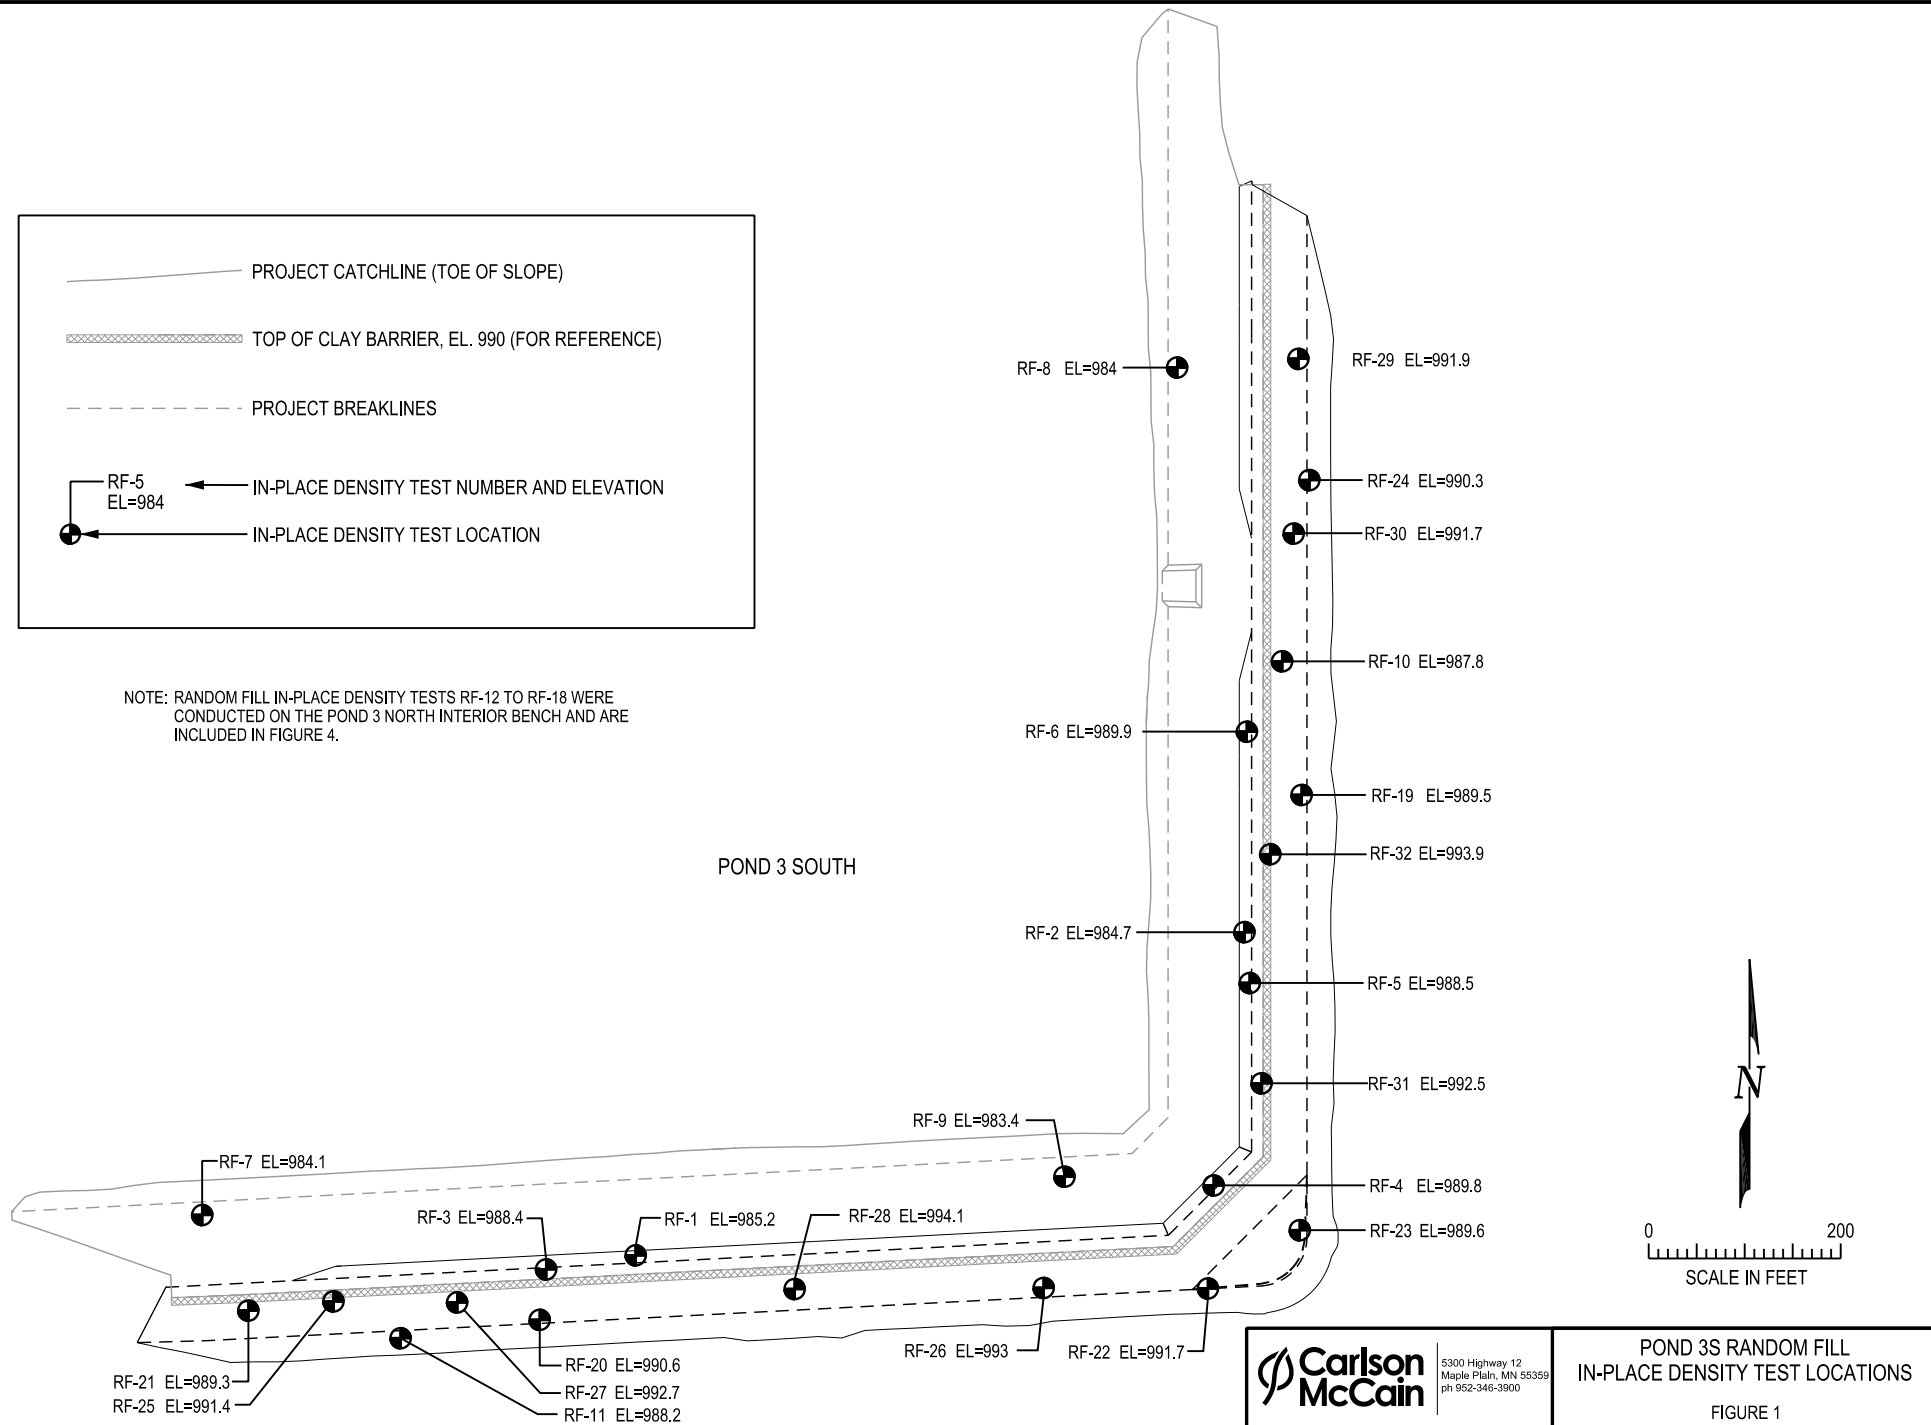 PROJECT CATCHLINE (TOE OF SLOPE)
TOP OF CLAY BARRIER, EL. 990 (FOR REFERENCE)
PROJECT BREAKLINES
RF-5
EL=984
IN-PLACE DENSITY TEST NUMBER AND ELEVATION
IN-PLACE DENSITY TEST LOCATION
NOTE: RANDOM FILL IN-PLACE DENSITY TESTS RF-12 TO RF-18 WERE
CONDUCTED ON THE POND 3 NORTH INTERIOR BENCH AND ARE
INCLUDED IN FIGURE 4.
RF-8 EL=984
RF-29 EL=991.9
RF-24 EL=990.3
RF-30 EL=991.7
RF-10 EL=987.8
RF-6 EL=989.9
RF-19 EL=989.5
RF-32 EL=993.9
POND 3 SOUTH
RF-2 EL=984.7
RF-5 EL=988.5
RF-31 EL=992.5
RF-9 EL=983.4
RF-7 EL=984.1
RF-4 EL=989.8
RF-3 EL=988.4
RF-1 EL=985.2
RF-28 EL=994.1
RF-23 EL=989.6
RF-26 EL=993
RF-22 EL=991.7
RF-20 EL=990.6
RF-21 EL=989.3
RF-27 EL=992.7
RF-25 EL=991.4
RF-11 EL=988.2
N
0 200
SCALE IN FEET
Carlson
McCain
5300 Highway 12
Maple Plain, MN 55359
ph 952-346-3900
POND 3S RANDOM FILL
IN-PLACE DENSITY TEST LOCATIONS
FIGURE 1